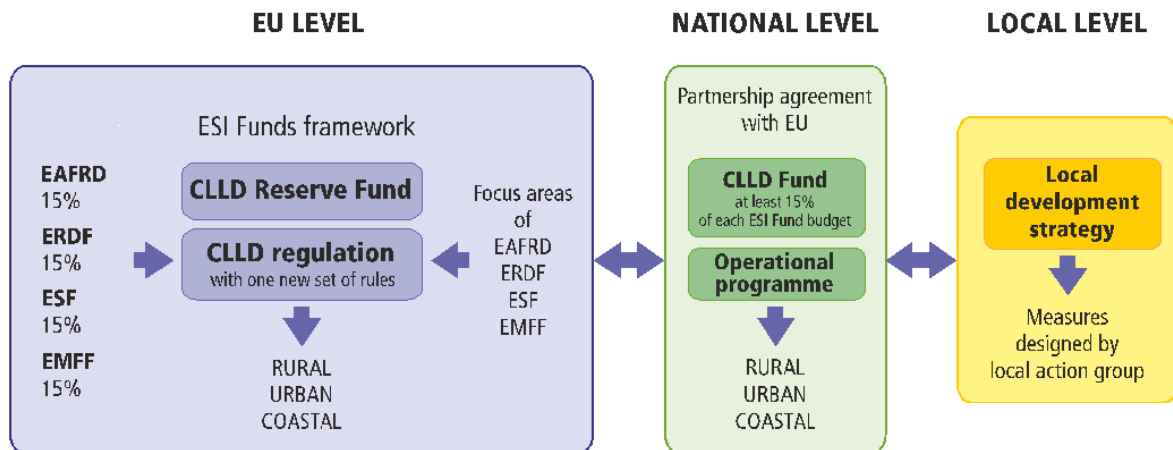 EU LEVEL
ESI Funds framework
EAFRD
15%
ERDF
15%
ESF
15%
EMFF
15%
CLLD Reserve Fund
CLLD regulation
with one new set of rules
Focus areas
of
EAFRD
ERDF
ESF
EMFF
RURAL
URBAN
COASTAL
NATIONAL LEVEL
Partnership agreement
with EU
CLLD Fund
at least 15%
of each ESI Fund budget
Operational
programme
RURAL
URBAN
COASTAL
LOCAL LEVEL
Local
development
strategy
Measures
designed by
local action group